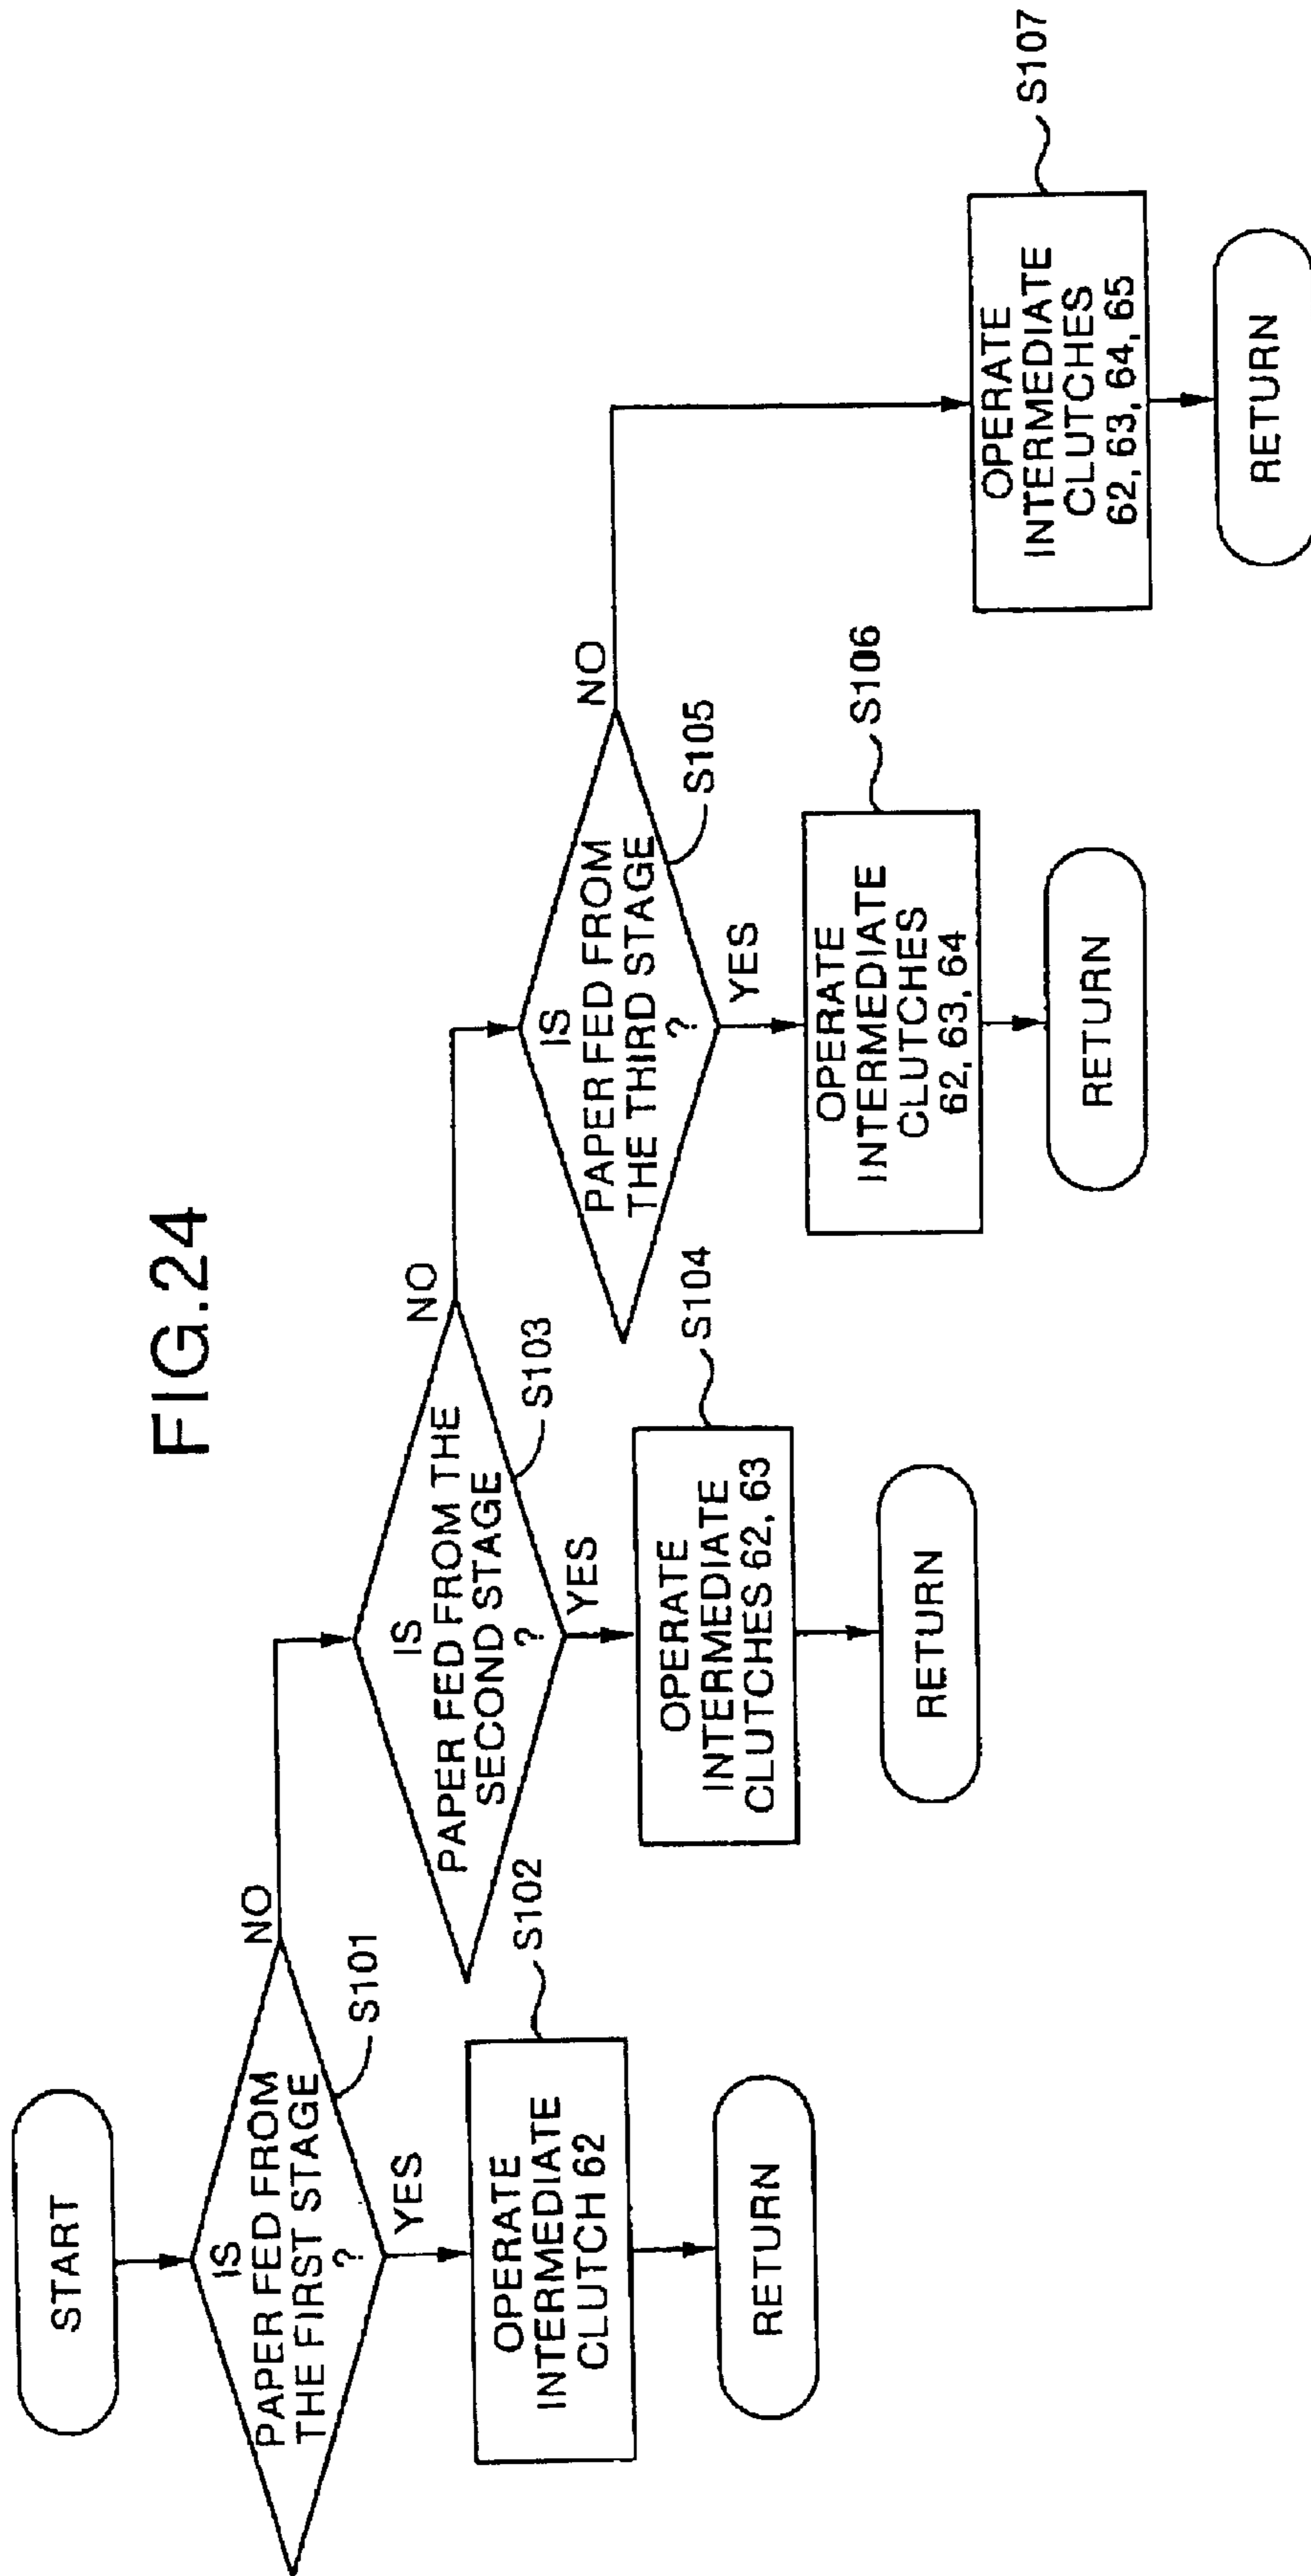 FIG.24
START
IS
PAPER FED FROM
THE FIRST STAGE
?
S101
NO
YES
OPERATE
INTERMEDIATE
CLUTCH 62
S102
RETURN
IS
PAPER FED FROM THE
SECOND STAGE
?
S103
NO
YES
OPERATE
INTERMEDIATE
CLUTCHES 62, 63
S104
RETURN
IS
PAPER FED FROM
THE THIRD STAGE
?
S105
NO
YES
OPERATE
INTERMEDIATE
CLUTCHES
62, 63, 64
S106
RETURN
OPERATE
INTERMEDIATE
CLUTCHES
62, 63, 64, 65
S107
RETURN